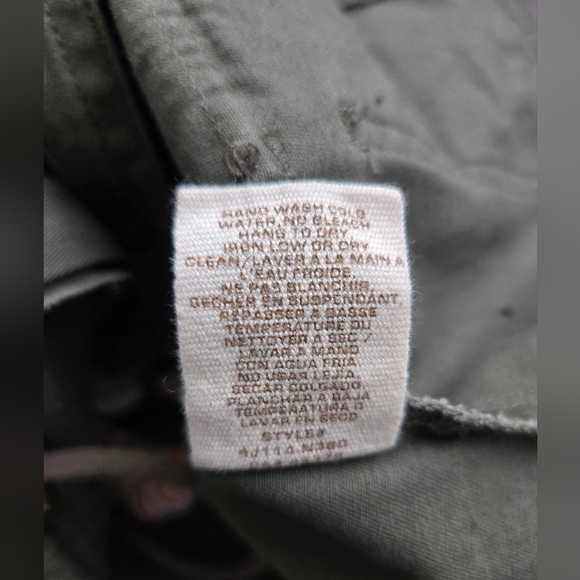 HAND WASH COLD
WATER, NO BLEACH
HANG TO DRY
IRON LOW OR DRY
CLEAN / LAVER A LA MAIN A
L'EAU FROIDE
NE PAS BLANCHIR
SECHER EN SUSPENDANT,
REPASSER A BASSE
TEMPERATURE OU
NETTOYER A SEC /
LAVAR A MANO
CON AGUA FRIA
NO USAR LEJIA
SECAR COLGADO
PLANCHAR A BAJA
TEMPERATURA O
LAVAR EN SECO
STYLE#
9J114-N380